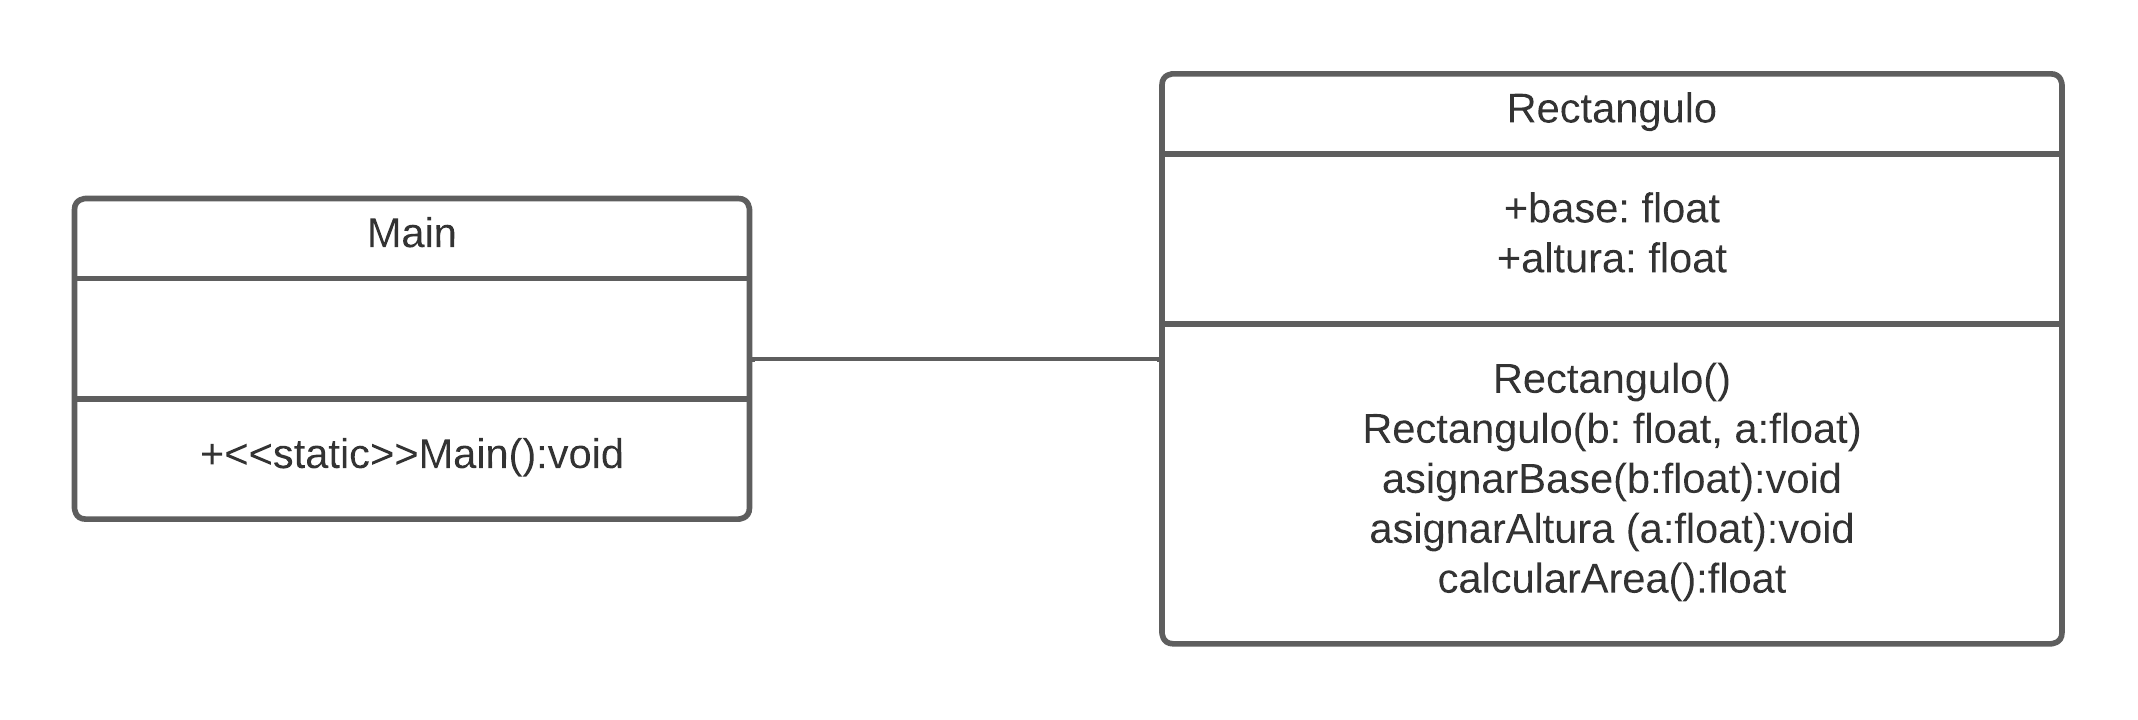 Main
+<<static>>Main():void
Rectangulo
+base: float
+altura: float
Rectangulo()
Rectangulo(b: float, a:float)
asignarBase(b:float):void
asignarAltura (a:float):void
calcularArea():float